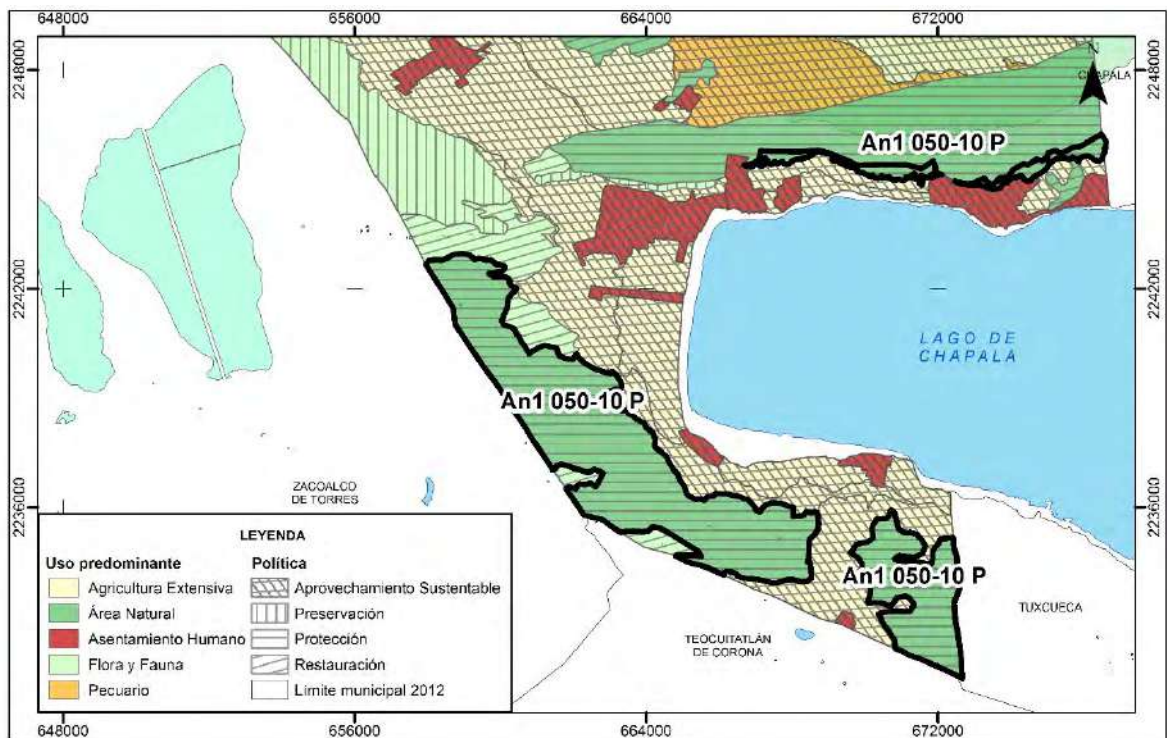 648000
656000
664000
672000
2248000
2248000
N
CHAPALA
An1 050-10 P
2242000
2242000
LAGO DE
CHAPALA
An1 050-10 P
ZACOALCO
DE TORRES
2236000
2236000
An1 050-10 P
TUXCUECA
TEOCUITATLÁN
DE CORONA
LEYENDA
Uso predominante
Política
Agricultura Extensiva
Aprovechamiento Sustentable
Área Natural
Preservación
Asentamiento Humano
Protección
Flora y Fauna
Restauración
Pecuario
Límite municipal 2012
648000
656000
664000
672000